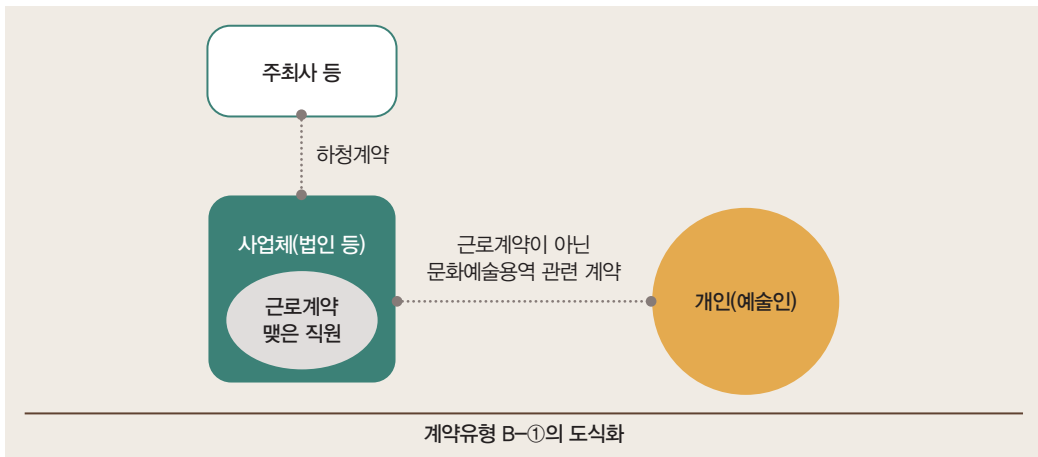 주최사 등
하청계약
사업체(법인 등)
근로계약
맺은 직원
근로계약이 아닌
문화예술용역 관련 계약
개인(예술인)
계약유형 B-①의 도식화